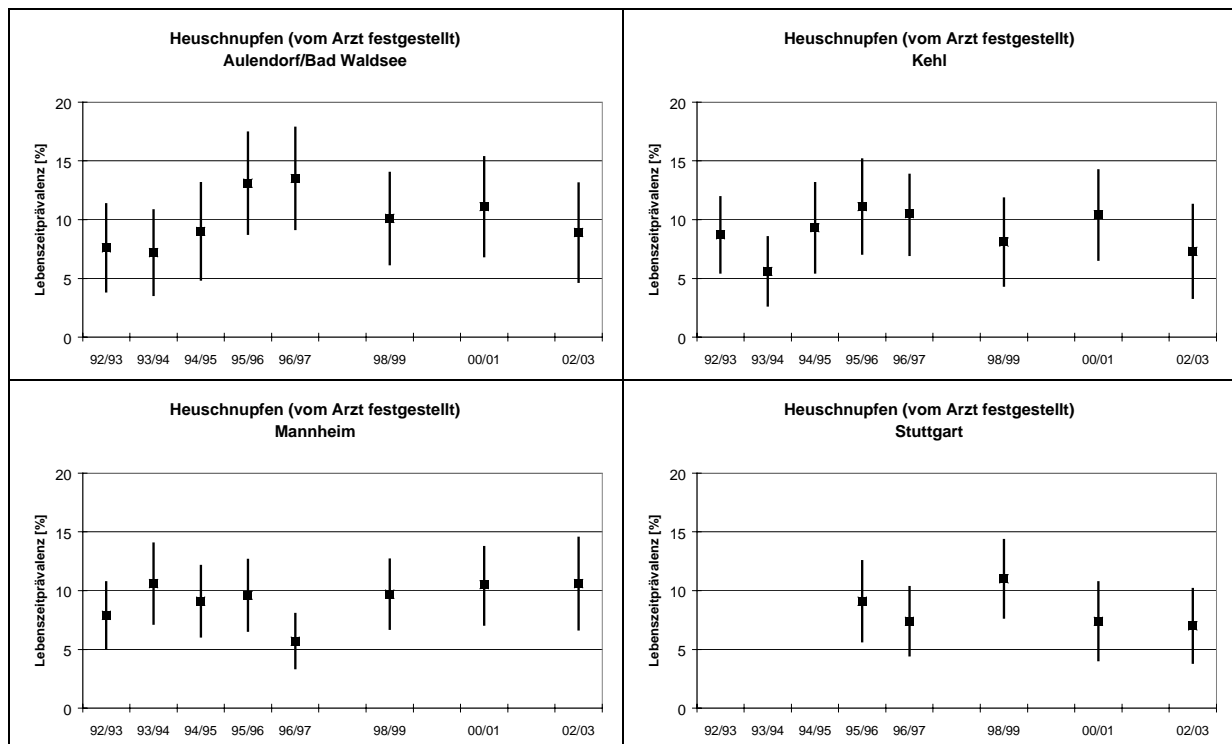 Heuschnupfen (vom Arzt festgestellt)
Aulendorf/Bad Waldsee
Lebenszeitprävalenz [%]
20
15
10
5
0
92/93 93/94 94/95 95/96 96/97 98/99 00/01 02/03
Heuschnupfen (vom Arzt festgestellt)
Kehl
Lebenszeitprävalenz [%]
20
15
10
5
0
92/93 93/94 94/95 95/96 96/97 98/99 00/01 02/03
Heuschnupfen (vom Arzt festgestellt)
Mannheim
Lebenszeitprävalenz [%]
20
15
10
5
0
92/93 93/94 94/95 95/96 96/97 98/99 00/01 02/03
Heuschnupfen (vom Arzt festgestellt)
Stuttgart
Lebenszeitprävalenz [%]
20
15
10
5
0
92/93 93/94 94/95 95/96 96/97 98/99 00/01 02/03